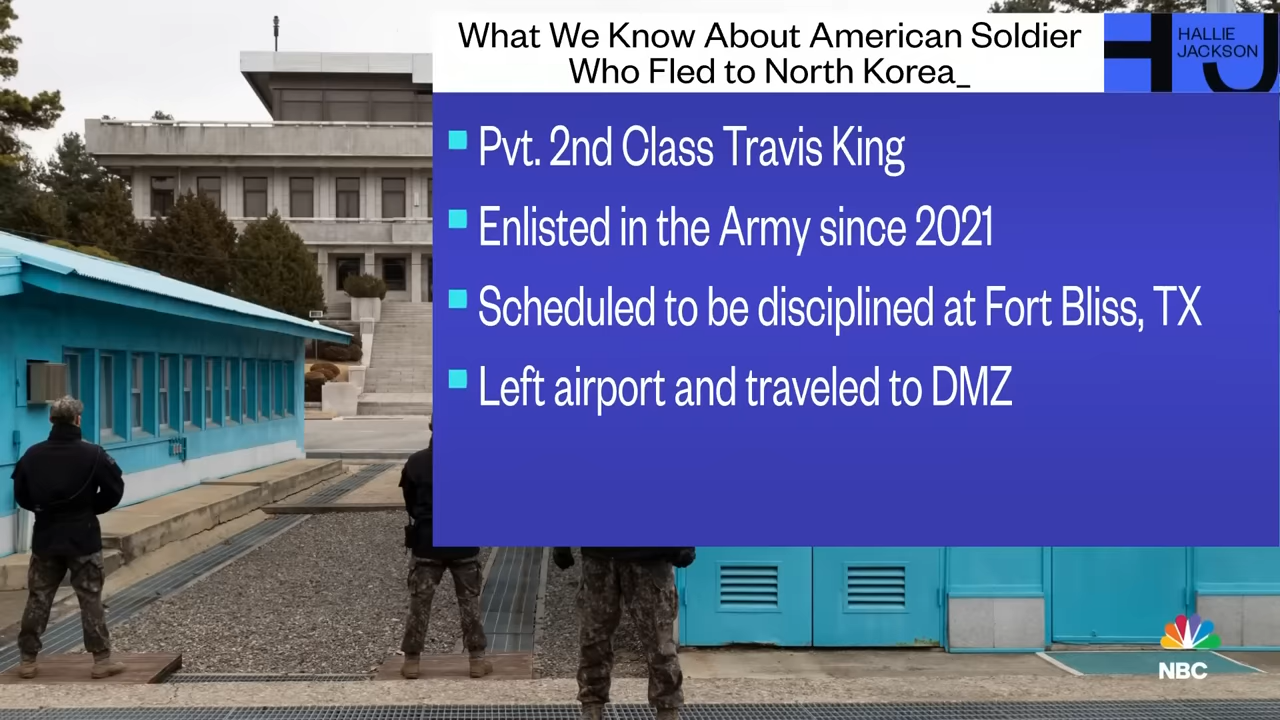 What We Know About American Soldier
Who Fled to North Korea_
HALLIE
JACKSON
Pvt. 2nd Class Travis King
Enlisted in the Army since 2021
Scheduled to be disciplined at Fort Bliss, TX
Left airport and traveled to DMZ
NBC